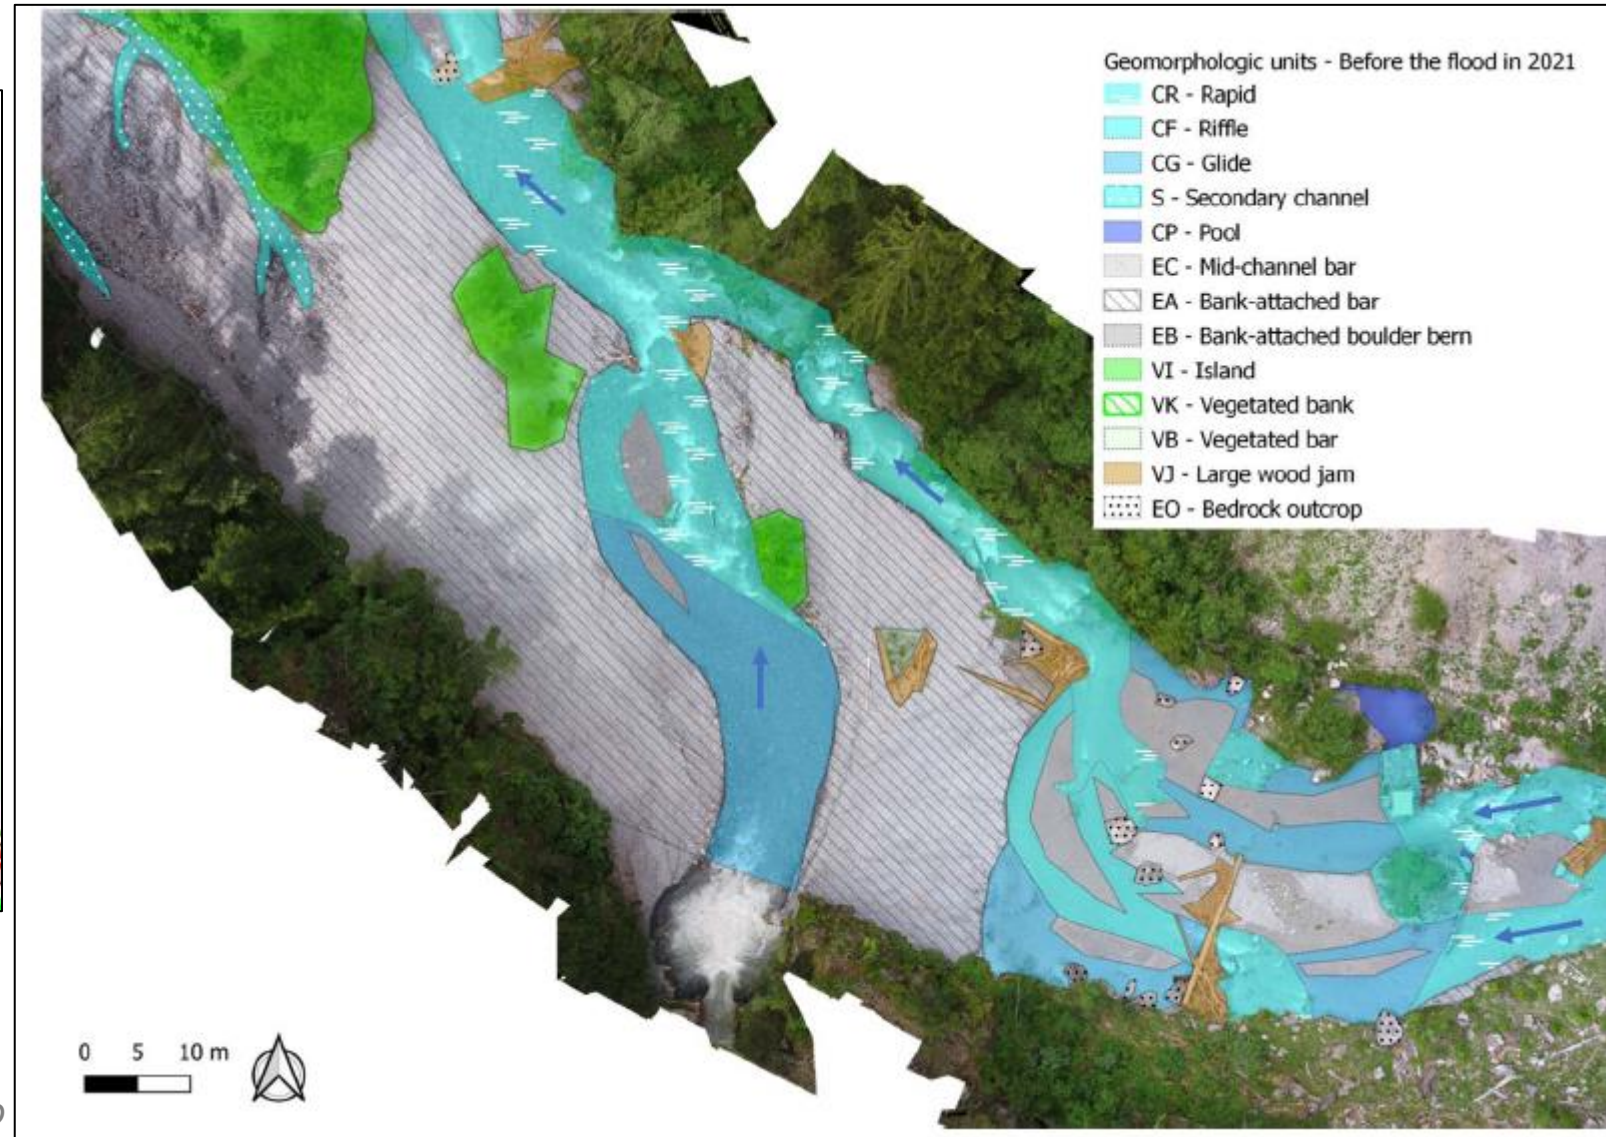 Geomorphologic units - Before the flood in 2021
CR - Rapid
CF - Riffle
CG - Glide
S - Secondary channel
CP - Pool
EC - Mid-channel bar
EA - Bank-attached bar
EB - Bank-attached boulder bern
VI - Island
VK - Vegetated bank
VB - Vegetated bar
VJ - Large wood jam
EO - Bedrock outcrop
0 5 10 m